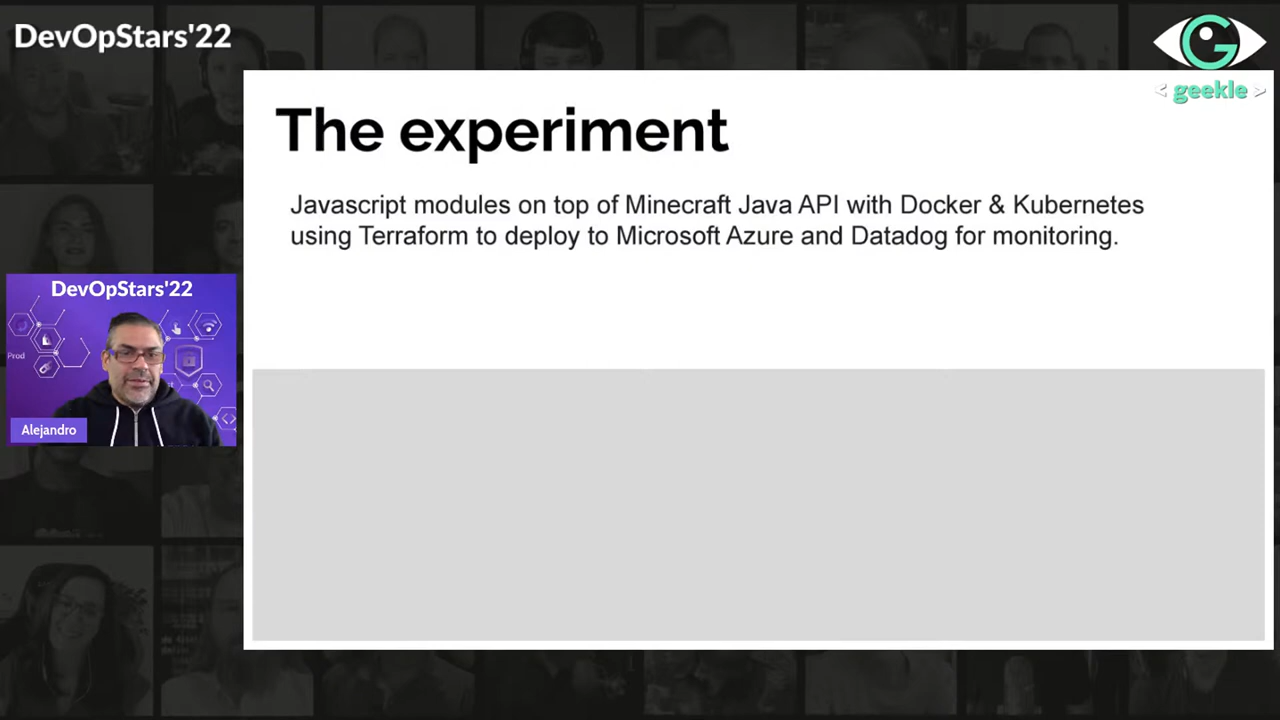 DevOpStars'22
< geekle >
The experiment
Javascript modules on top of Minecraft Java API with Docker & Kubernetes
using Terraform to deploy to Microsoft Azure and Datadog for monitoring.
DevOpStars'22
Prod
Alejandro